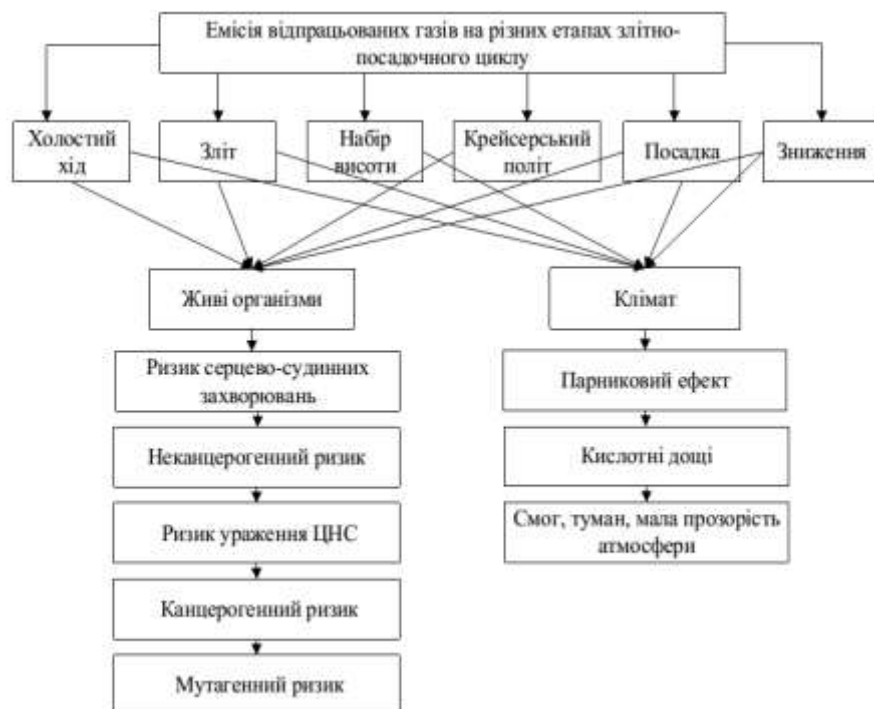 Емісія відпрацьованих газів на різних етапах злітно-
посадочного циклу
Холостий
хід
Зліт
Набір
висоти
Крейсерський
політ
Посадка
Зниження
Живі організми
Клімат
Ризик серцево-судинних
захворювань
Парниковий ефект
Неканцерогенний ризик
Кислотні дощі
Ризик ураження ЦНС
Смог, туман, мала прозорість
атмосфери
Канцерогенний ризик
Мутагенний ризик